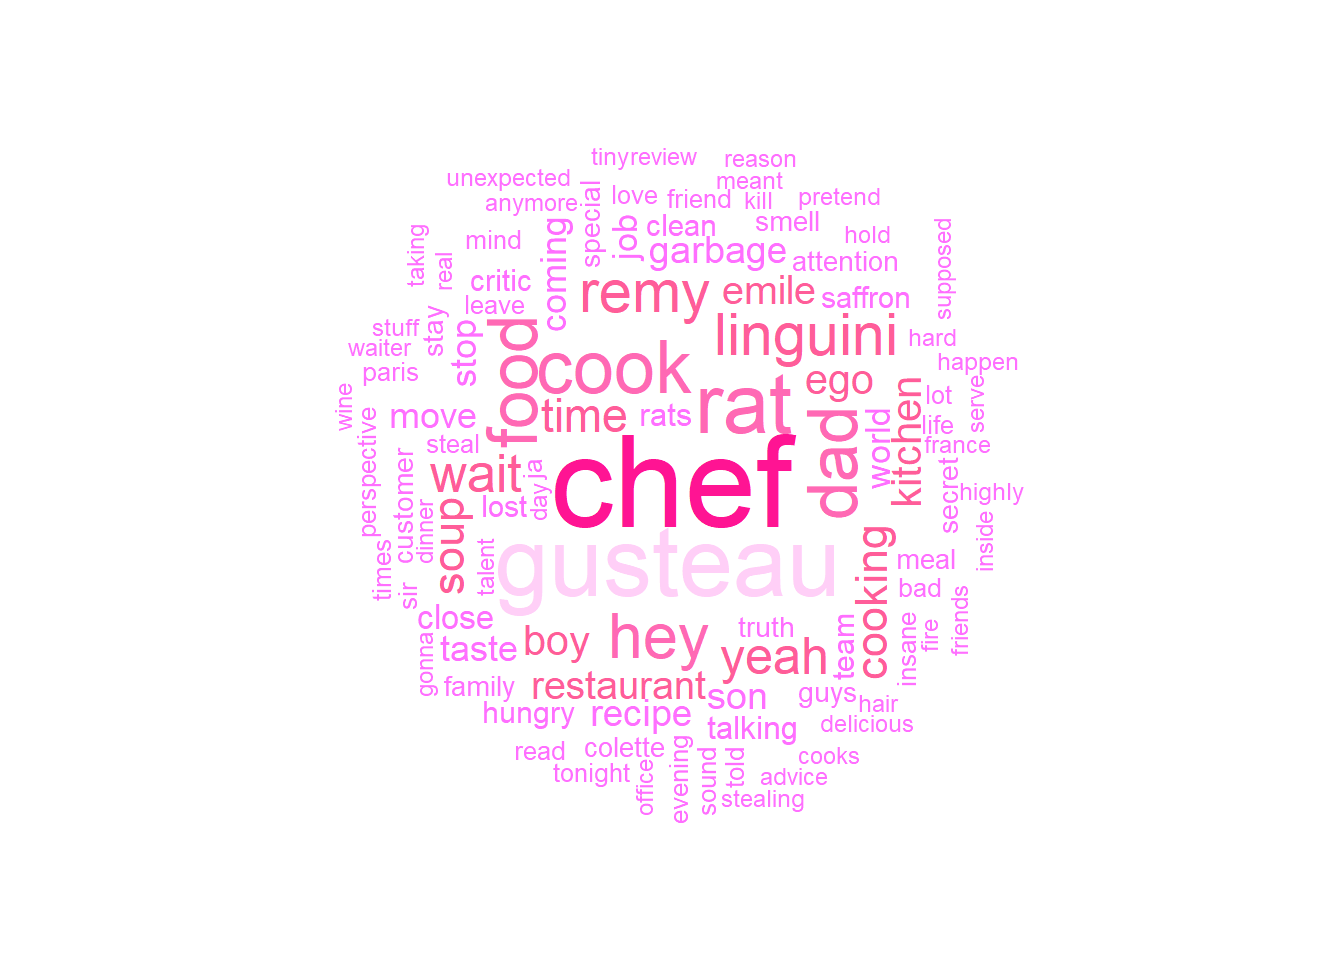 tiny
review
reason
unexpected
meant
anymore
special
love
friend
kill
pretend
taking
real
mind
coming
job
clean
smell
hold
garbage
attention
supposed
critic
remy
emile
saffron
leave
stuff
stay
stop
food
linguini
hard
waiter
paris
cook
rat
ego
kitchen
happen
wine
move
time
rats
dad
world
lot
serve
life
perspective
steal
france
customer
wait
day
ja
chef
secret
highly
dinner
soup
lost
inside
times
sir
talent
gusteau
cooking
meal
bad
close
boy
hey
truth
team
insane
fire
friends
gonna
taste
yeah
family
restaurant
son
guys
hair
hungry
recipe
talking
delicious
read
colette
cooks
tonight
office
evening
sound
told
advice
stealing